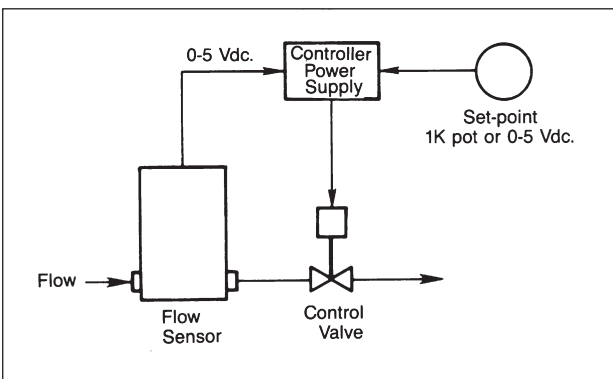 0-5 Vdc.
Controller
Power
Supply
Set-point
1K pot or 0-5 Vdc.
Flow
Flow
Sensor
Control
Valve